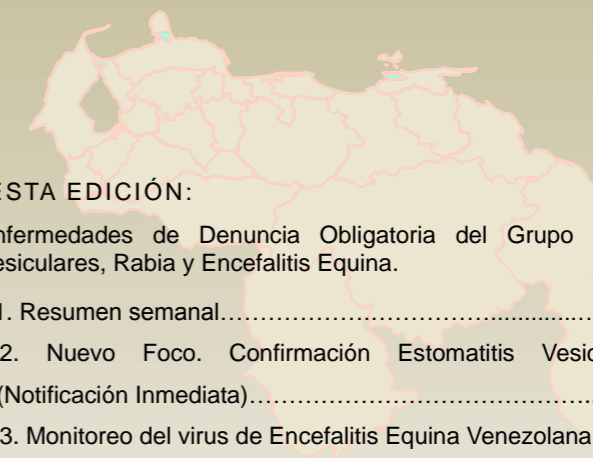 ESTA EDICIÓN:
nfermedades de Denuncia Obligatoria del Grupo
esiculares, Rabia y Encefalitis Equina.
1. Resumen semanal……………………………............…
2. Nuevo Foco. Confirmación Estomatitis Vesic
(Notificación Inmediata)…………………………………..
3. Monitoreo del virus de Encefalitis Equina Venezolana